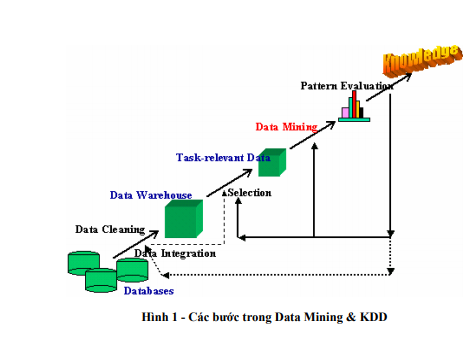 Knowledge
Pattern Evaluation
Data Mining
Task-relevant Data
Data Warehouse
Selection
Data Cleaning
Data Integration
Databases
Hình 1 - Các bước trong Data Mining & KDD